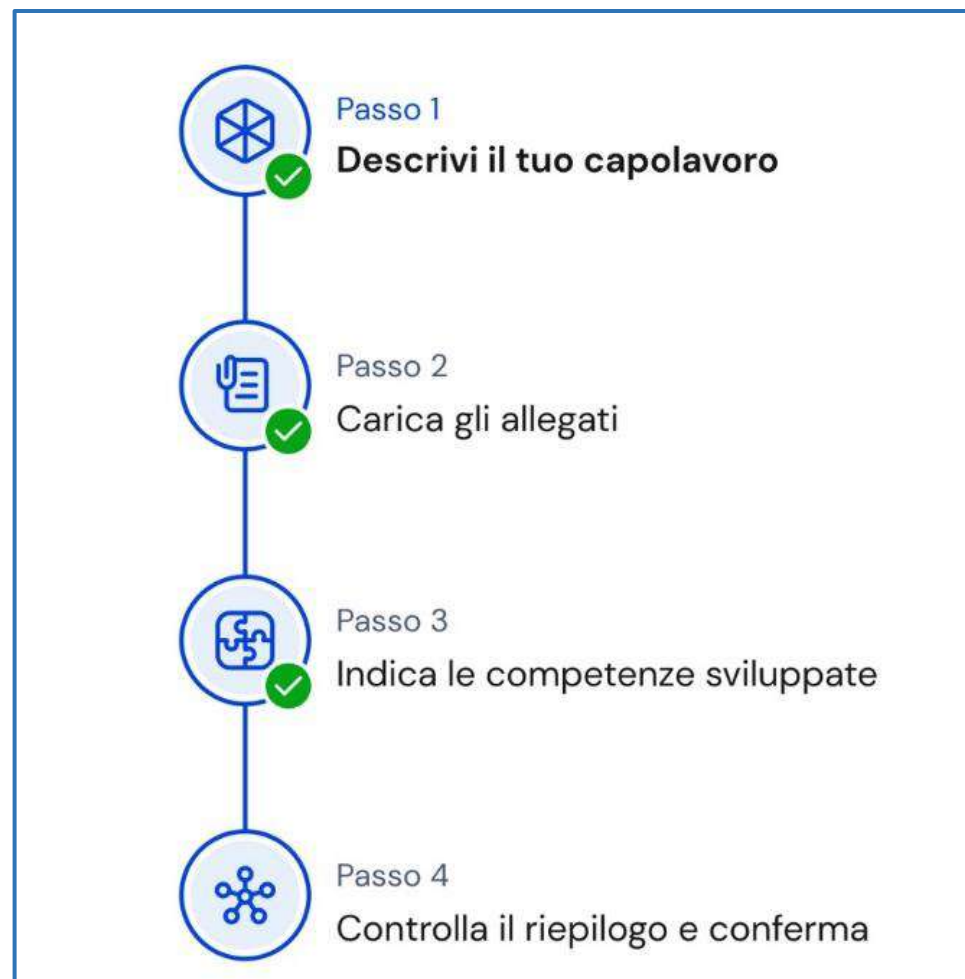 Passo 1
Descrivi il tuo capolavoro
Passo 2
Carica gli allegati
Passo 3
Indica le competenze sviluppate
Passo 4
Controlla il riepilogo e conferma